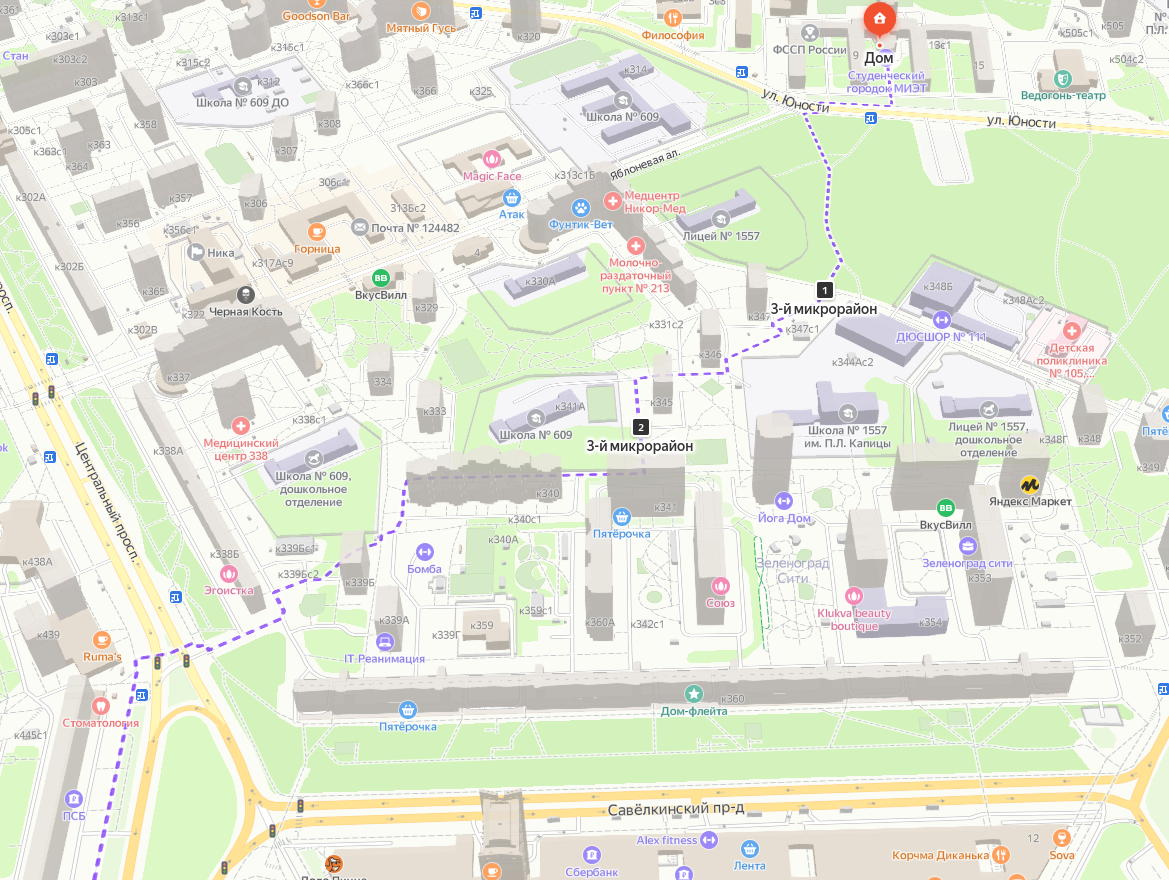 Goodson Bar
Мятный Гусь
к320
Философия
3с8
ФССП России
9
Дом
13с1
15
Студенческий
городок МИЭТ
к505
к505с1
к504с2
Ведогонь-театр
Стан
к303с1
к303с2
к313с1
к315с1
к315с2
к312
Школа № 609 ДО
к366с1
к366
к325
к314
Школа № 609
ул. Юности
ул. Юности
к305с1
к363с1
к363
к364
к358
к308
к307
Яблоневая ал.
Magic Face
к313с1Б
Медцентр
Никор-Мед
Атак
Фунтик-Вет
к302А
к357
к306
306с1
313Бс2
Почта № 124482
Лицей № 1557
к356
к356с1
Ника
Горница
к317Ас9
4
Молочно-
раздаточный
пункт № 213
к302Б
к365
ВкусВилл
к330А
к329
1
3-й микрорайон
к348Б
к348Ас2
к322
Черная Кость
к302В
к331с2
к347
к347с1
ДЮСШОР № 111
Детская
поликлиника
№ 105,...
к337
к334
к346
к344Ас2
к333
к341А
к345
Школа № 609
2
3-й микрорайон
Медицинский
центр 338
к338с1
к338А
Школа № 609,
дошкольное
отделение
Школа № 1557
им. П.Л. Капицы
Лицей № 1557,
дошкольное
отделение
к348Г
к348
к349
Центральный просп.
к340
к341
Яндекс Маркет
ВкусВилл
Йога Дом
Пятёрочка
к340с1
к340А
к339Бс1
к339Бс2
к339Б
к338Б
Бомба
Эгоистка
к438А
Зеленоград
Сити
Зеленоград сити
к353
к359с1
к359
к360А
к342с1
Союз
Klukva beauty
boutique
к354
к352
к439
Ruma's
к339А
к339Г
IT Реанимация
Стоматология
к445с1
Пятёрочка
Дом-флейта
к360
ПСБ
Савёлкинский пр-д
Alex fitness
Лента
Сбербанк
Корчма Диканька
12
Sova